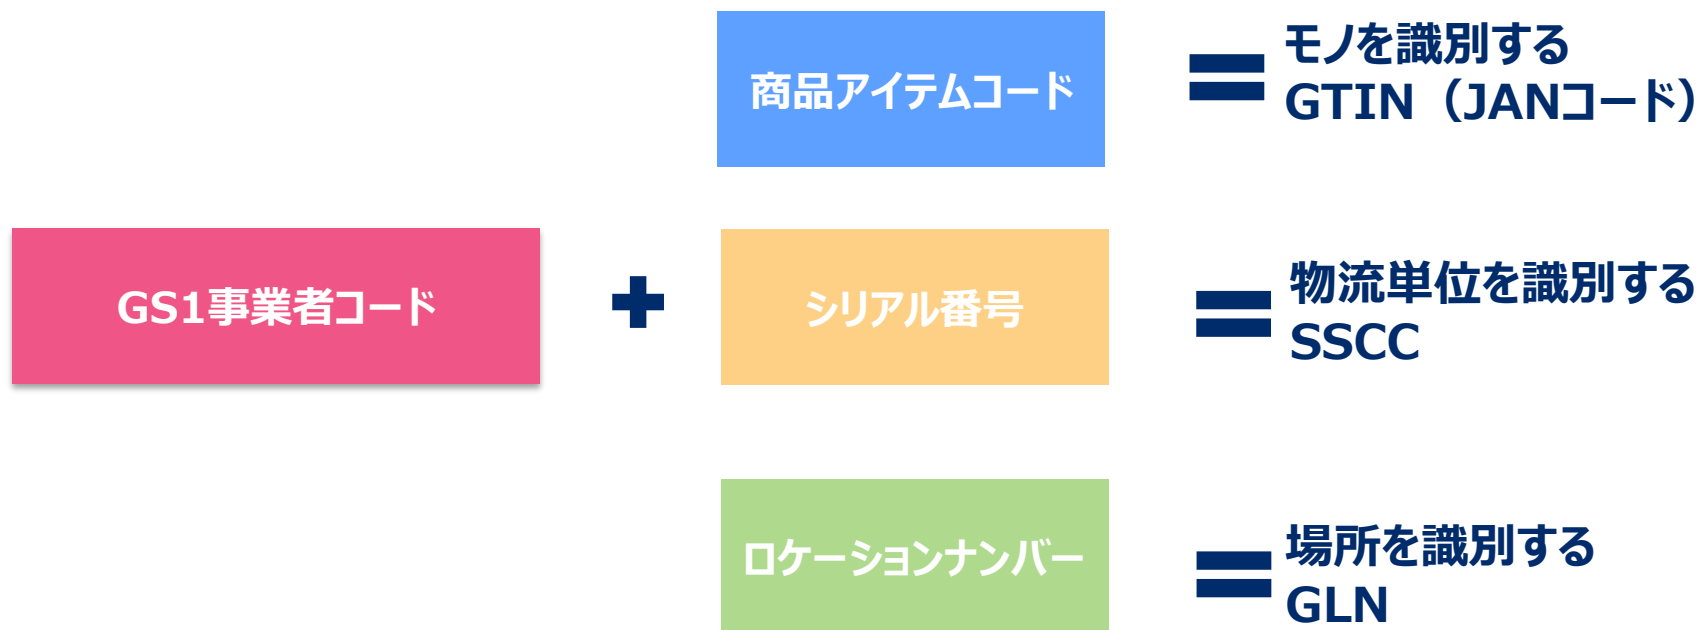 商品アイテムコード
モノを識別する
GTIN（JANコード）
GS1事業者コード
+
シリアル番号
=
物流単位を識別する
SSCC
ロケーションナンバー
=
場所を識別する
GLN